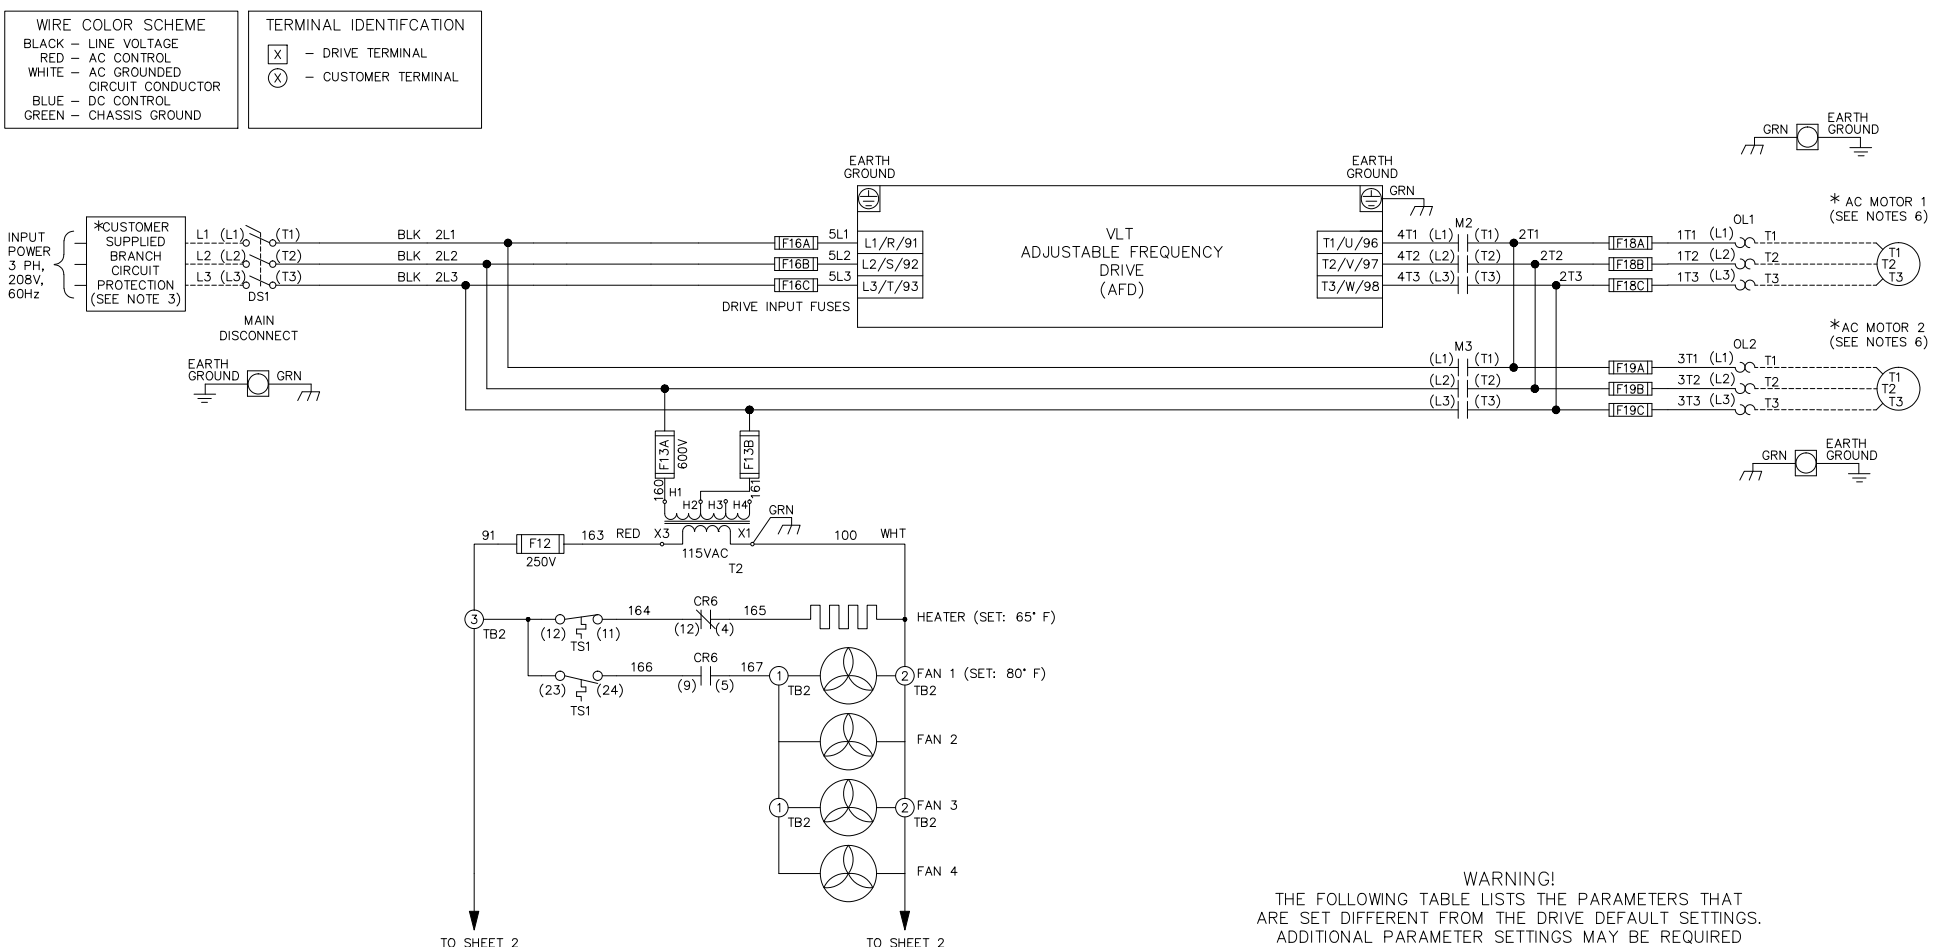 WIRE COLOR SCHEME
BLACK – LINE VOLTAGE
RED – AC CONTROL
WHITE – AC GROUNDED
CIRCUIT CONDUCTOR
BLUE – DC CONTROL
GREEN – CHASSIS GROUND
TERMINAL IDENTIFCATION
X – DRIVE TERMINAL
X – CUSTOMER TERMINAL
GRN
EARTH
GROUND
EARTH
GROUND
EARTH
GROUND
GRN
* AC MOTOR 1
(SEE NOTES 6)
INPUT
POWER
3 PH,
208V,
60Hz
*CUSTOMER
SUPPLIED
BRANCH
CIRCUIT
PROTECTION
(SEE NOTE 3)
L1 (L1) (T1) BLK 2L1 F16A 5L1 L1/R/91
L2 (L2) (T2) BLK 2L2 F16B 5L2 L2/S/92
L3 (L3) (T3) BLK 2L3 F16C 5L3 L3/T/93
DS1
MAIN
DISCONNECT
DRIVE INPUT FUSES
VLT
ADJUSTABLE FREQUENCY
DRIVE
(AFD)
M2
OL1
T1/U/96 4T1 (L1) (T1) 2T1 F18A 1T1 (L1) T1
T2/V/97 4T2 (L2) (T2) 2T2 F18B 1T2 (L2) T2
T3/W/98 4T3 (L3) (T3) 2T3 F18C 1T3 (L3) T3
T1
T2
T3
EARTH
GROUND
GRN
* AC MOTOR 2
(SEE NOTES 6)
M3
OL2
(L1) (T1) F19A 3T1 (L1) T1
(L2) (T2) F19B 3T2 (L2) T2
(L3) (T3) F19C 3T3 (L3) T3
T1
T2
T3
GRN
EARTH
GROUND
F13A
600V
F13B
160
161
H1
H2 H3 H4
GRN
91 F12 163 RED X3 X1 100 WHT
250V
115VAC
T2
3
TB2
(12) (11)
TS1
164
CR6
(12) (4)
165
HEATER (SET: 65° F)
(23) (24)
TS1
166
CR6
(9) (5)
167
1
TB2
2
TB2
FAN 1 (SET: 80° F)
FAN 2
1
TB2
2
TB2
FAN 3
FAN 4
TO SHEET 2
TO SHEET 2
WARNING!
THE FOLLOWING TABLE LISTS THE PARAMETERS THAT
ARE SET DIFFERENT FROM THE DRIVE DEFAULT SETTINGS.
ADDITIONAL PARAMETER SETTINGS MAY BE REQUIRED